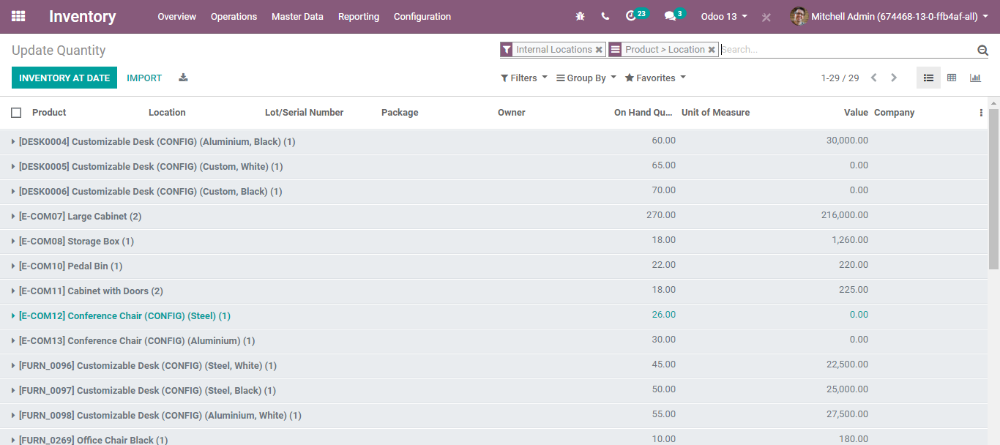 Inventory Overview Operations Master Data Reporting Configuration 23 3 Odoo 13 Mitchell Admin (674468-13-0-ffb4af-all)
Update Quantity Internal Locations Product > Location Search...
INVENTORY AT DATE IMPORT Filters Group By Favorites 1-29 / 29
Product Location Lot/Serial Number Package Owner On Hand Qu... Unit of Measure Value Company
[DESK0004] Customizable Desk (CONFIG) (Aluminium, Black) (1) 60.00 30,000.00
[DESK0005] Customizable Desk (CONFIG) (Custom, White) (1) 65.00 0.00
[DESK0006] Customizable Desk (CONFIG) (Custom, Black) (1) 70.00 0.00
[E-COM07] Large Cabinet (2) 270.00 216,000.00
[E-COM08] Storage Box (1) 18.00 1,260.00
[E-COM10] Pedal Bin (1) 22.00 220.00
[E-COM11] Cabinet with Doors (2) 18.00 225.00
[E-COM12] Conference Chair (CONFIG) (Steel) (1) 26.00 0.00
[E-COM13] Conference Chair (CONFIG) (Aluminium) (1) 30.00 0.00
[FURN_0096] Customizable Desk (CONFIG) (Steel, White) (1) 45.00 22,500.00
[FURN_0097] Customizable Desk (CONFIG) (Steel, Black) (1) 50.00 25,000.00
[FURN_0098] Customizable Desk (CONFIG) (Aluminium, White) (1) 55.00 27,500.00
[FURN_0269] Office Chair Black (1) 10.00 180.00